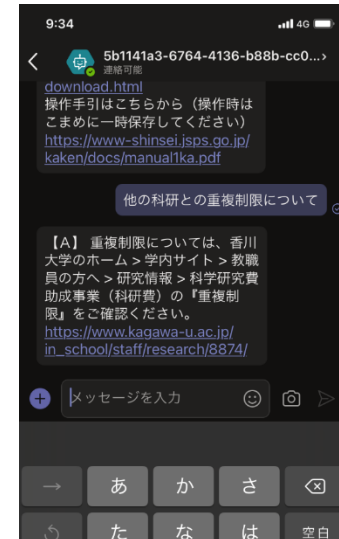 9:34
4G
5b1141a3-6764-4136-b88b-cc0...
連絡可能
download.html
操作手引はこちらから（操作時は
こまめに一時保存してください）
https://www-shinsei.jsps.go.jp/
kaken/docs/manual1ka.pdf
他の科研との重複制限について
【A】 重複制限については、香川
大学のホーム > 学内サイト > 教職
員の方へ > 研究情報 > 科学研究費
助成事業（科研費）の『重複制
限』をご確認ください。
https://www.kagawa-u.ac.jp/
in_school/staff/research/8874/
メッセージを入力
→ あ か さ
た な は 空白